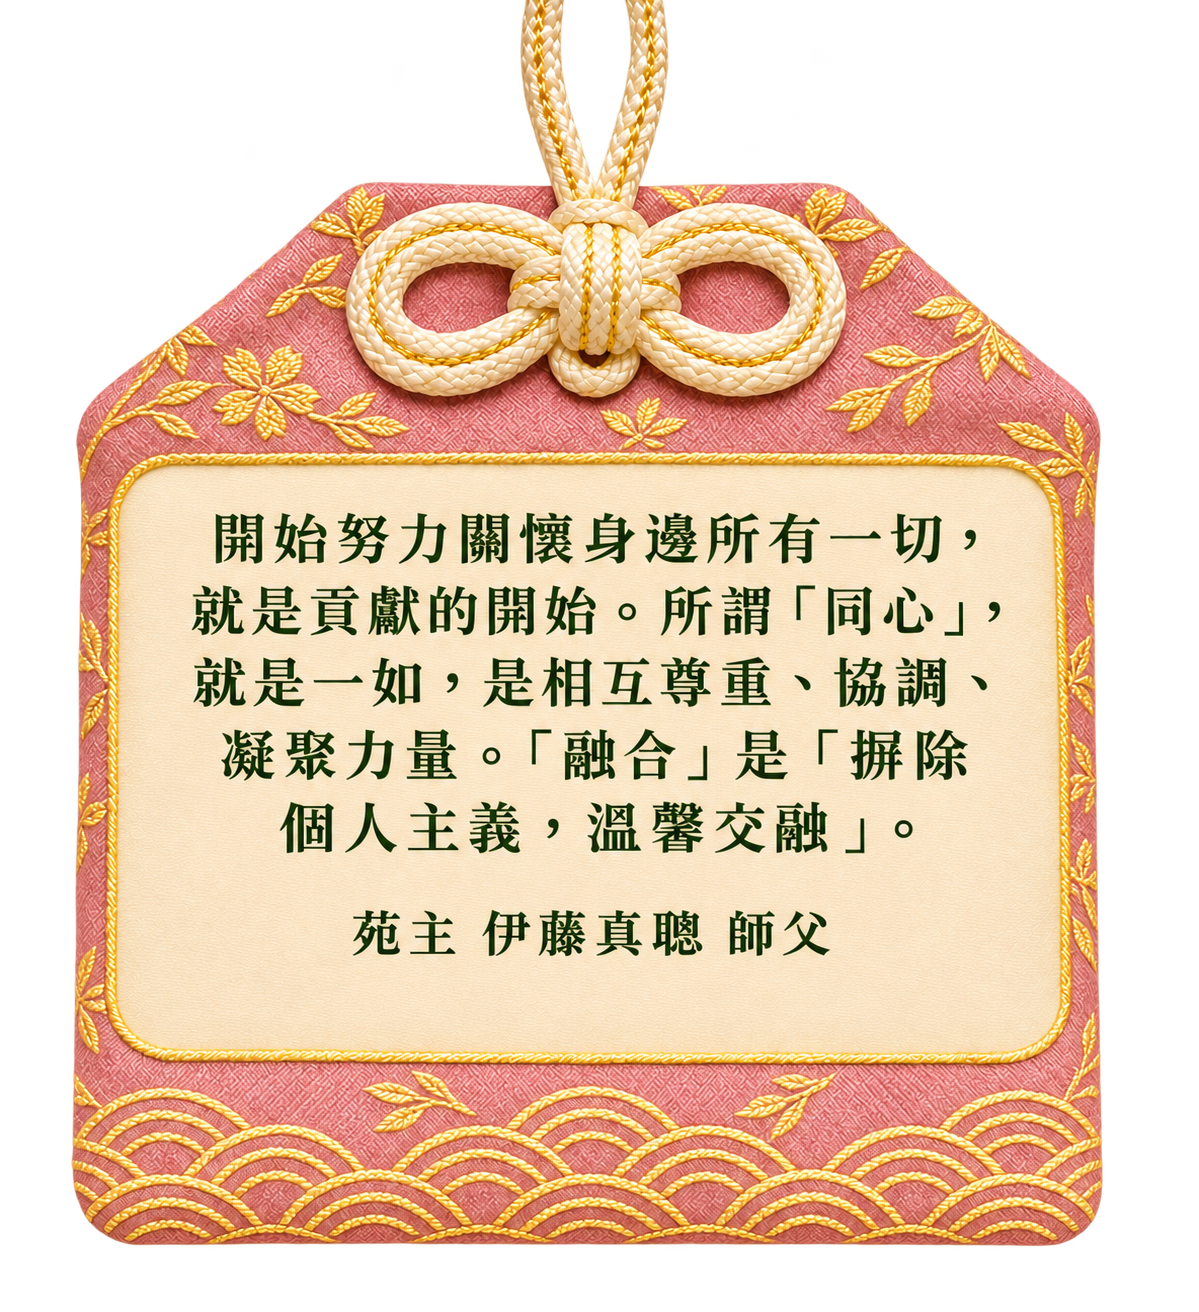 開始努力關懷身邊所有一切，
就是貢獻的開始。所謂「同心」，
就是一如，是相互尊重、協調、
凝聚力量。「融合」是「摒除
個人主義，溫馨交融」。
苑主 伊藤真聰 師父